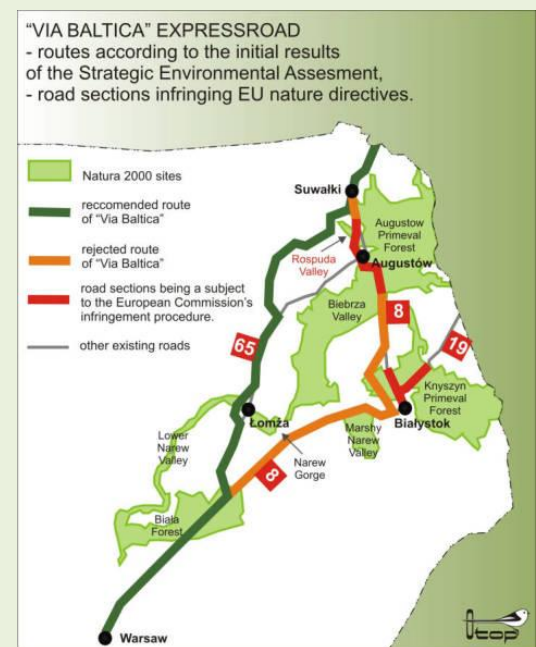 “VIA BALTICA” EXPRESSROAD
- routes according to the initial results
of the Strategic Environmental Assesment,
- road sections infringing EU nature directives.
Natura 2000 sites
reccomended route
of “Via Baltica”
rejected route
of “Via Baltica”
road sections being a subject
to the European Commission’s
infringement procedure.
other existing roads
Suwałki
Augustow
Primeval
Forest
Rospuda
Valley
Augustów
Biebrza
Valley
8
65
19
Knyszyn
Primeval
Forest
Łomża
Białystok
Lower
Narew
Valley
Marshy
Narew
Valley
Narew
Gorge
8
Biała
Forest
Warsaw
otop